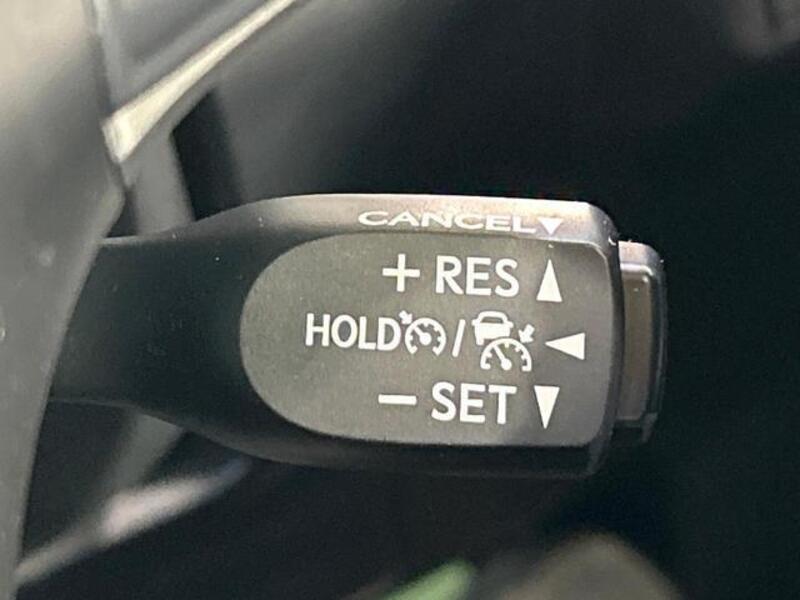 CANCEL▼
+ RES ▲
HOLD / ◀
− SET ▼